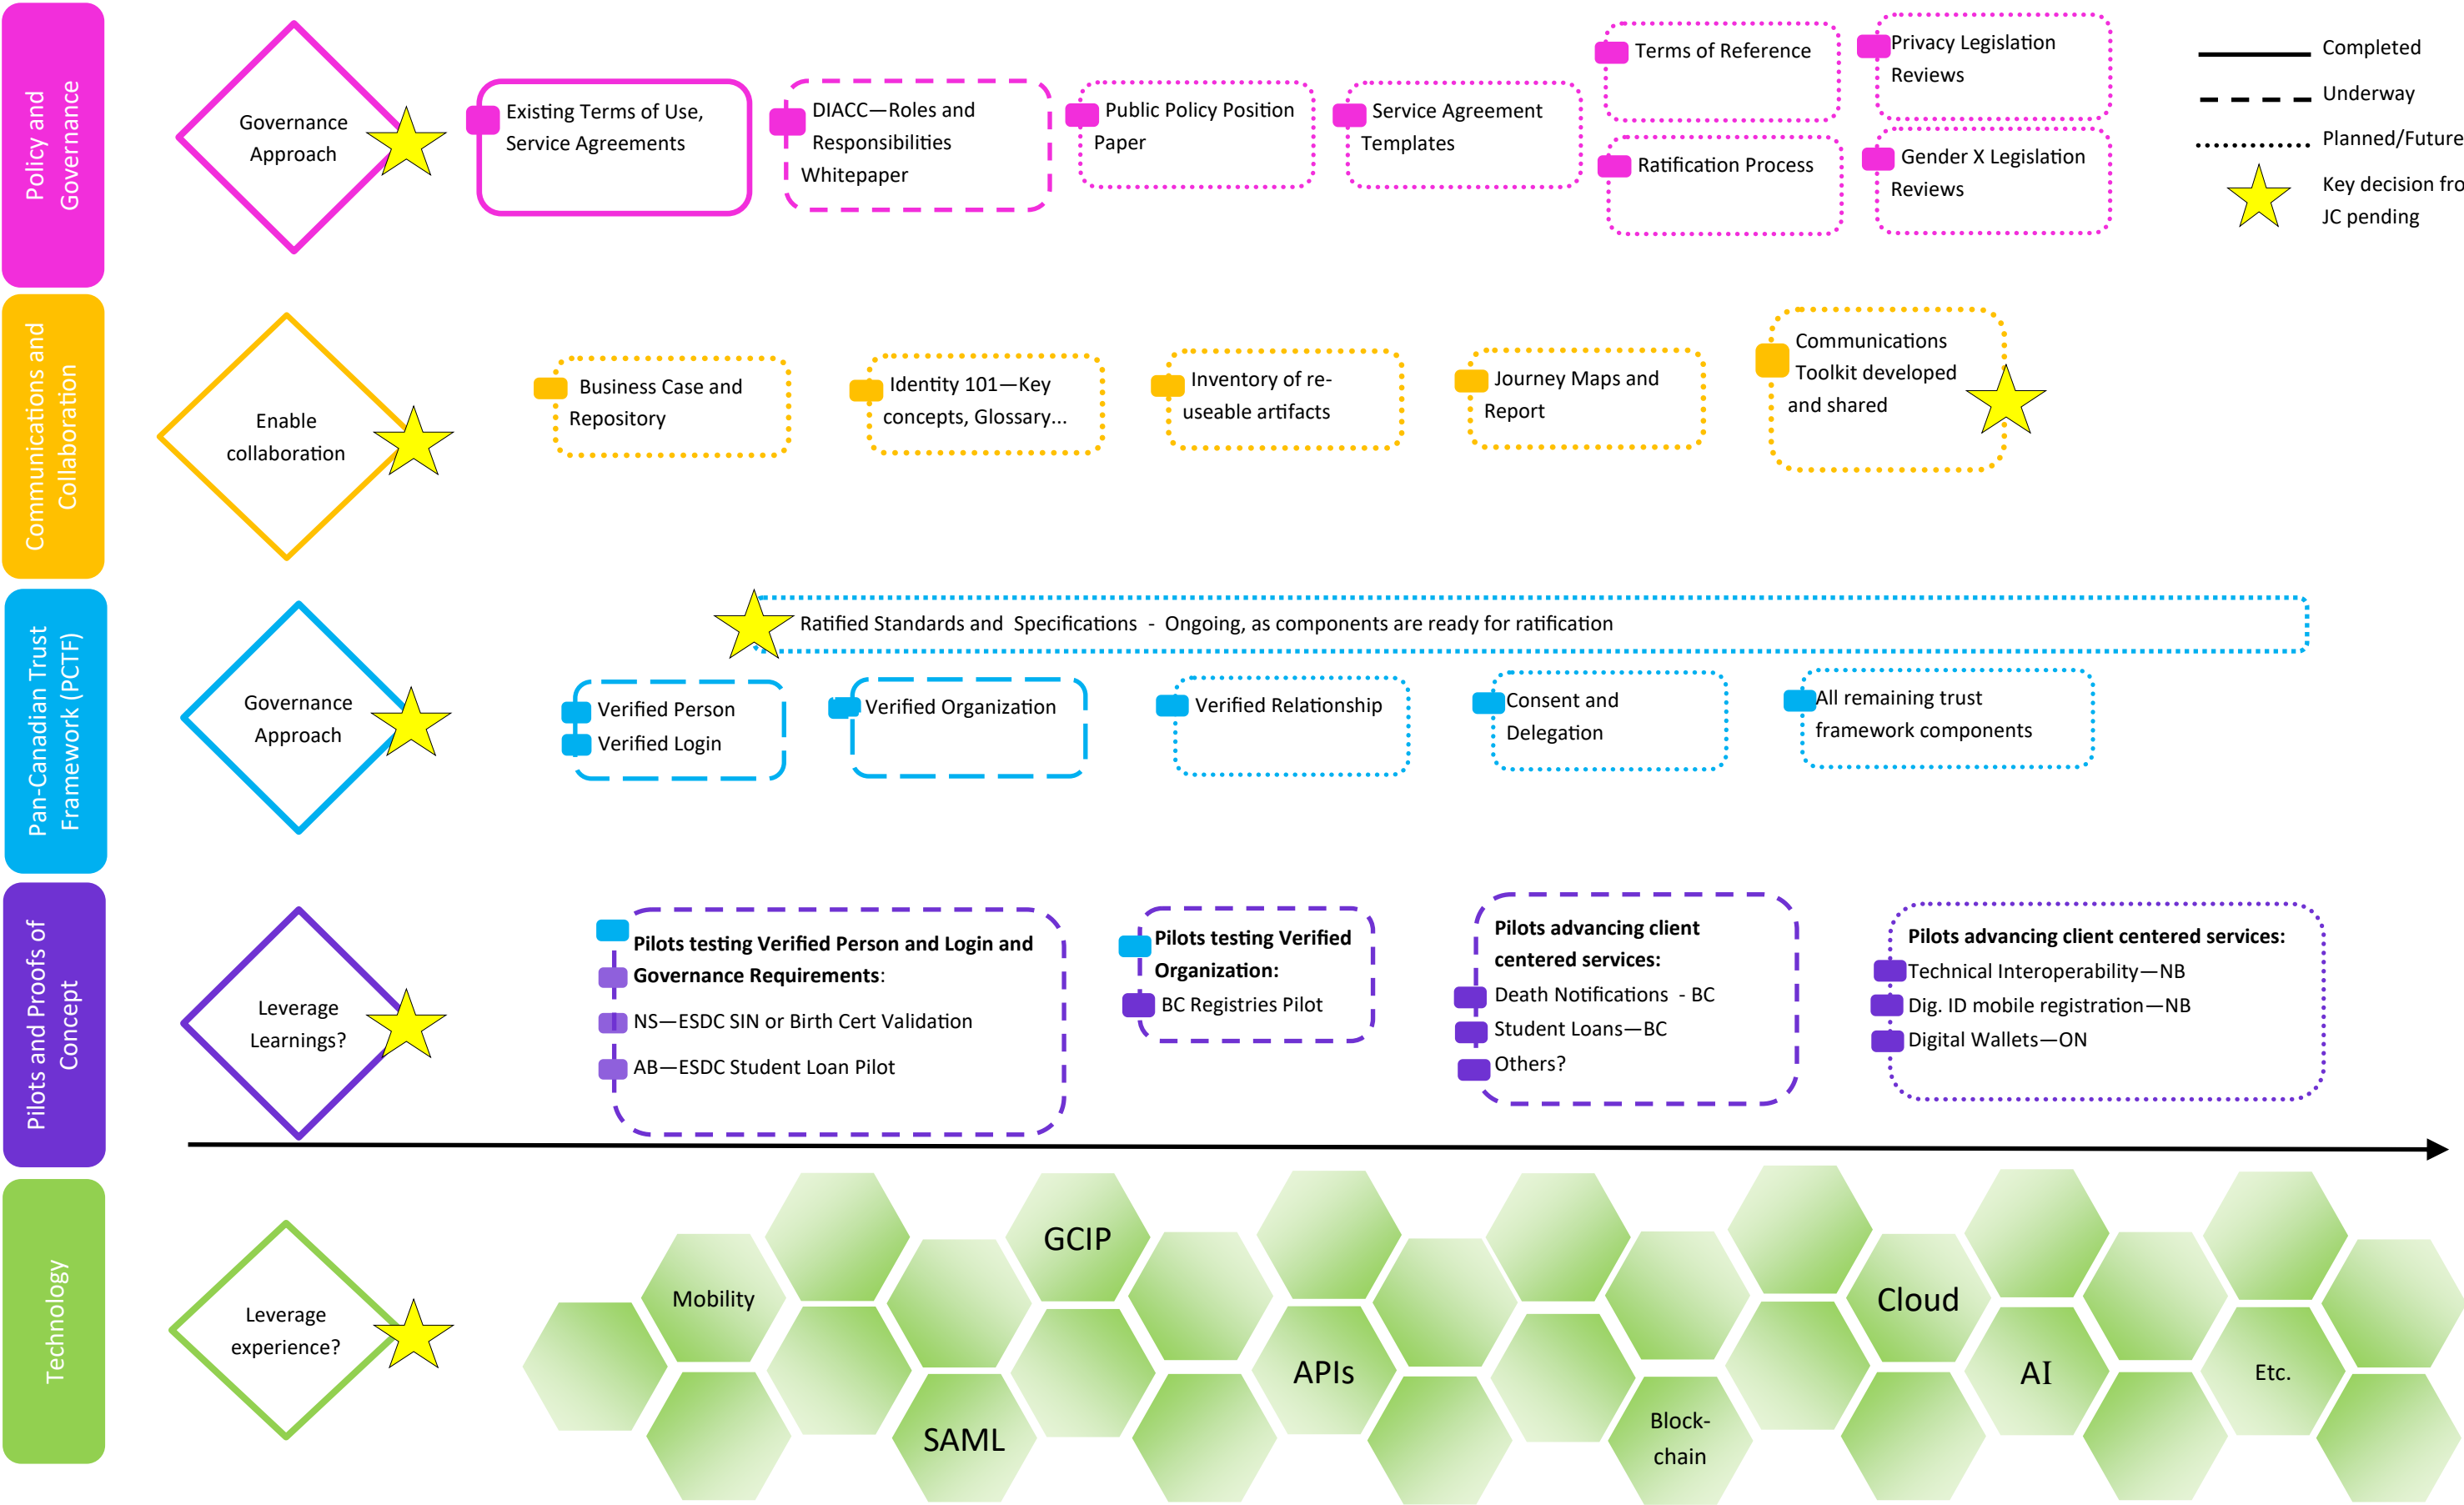 Policy and
Governance
Governance
Approach
Existing Terms of Use,
Service Agreements
DIACC—Roles and
Responsibilities
Whitepaper
Public Policy Position
Paper
Service Agreement
Templates
Terms of Reference
Ratification Process
Privacy Legislation
Reviews
Gender X Legislation
Reviews
Completed
Underway
Planned/Future
Key decision fro
JC pending
Communications and
Collaboration
Enable
collaboration
Business Case and
Repository
Identity 101—Key
concepts, Glossary...
Inventory of re-
useable artifacts
Journey Maps and
Report
Communications
Toolkit developed
and shared
Pan-Canadian Trust
Framework (PCTF)
Governance
Approach
Ratified Standards and Specifications - Ongoing, as components are ready for ratification
Verified Person
Verified Login
Verified Organization
Verified Relationship
Consent and
Delegation
All remaining trust
framework components
Pilots and Proofs of
Concept
Leverage
Learnings?
Pilots testing Verified Person and Login and
Governance Requirements:
NS—ESDC SIN or Birth Cert Validation
AB—ESDC Student Loan Pilot
Pilots testing Verified
Organization:
BC Registries Pilot
Pilots advancing client
centered services:
Death Notifications - BC
Student Loans—BC
Others?
Pilots advancing client centered services:
Technical Interoperability—NB
Dig. ID mobile registration—NB
Digital Wallets—ON
Technology
Leverage
experience?
Mobility
SAML
GCIP
APIs
Block-
chain
Cloud
AI
Etc.